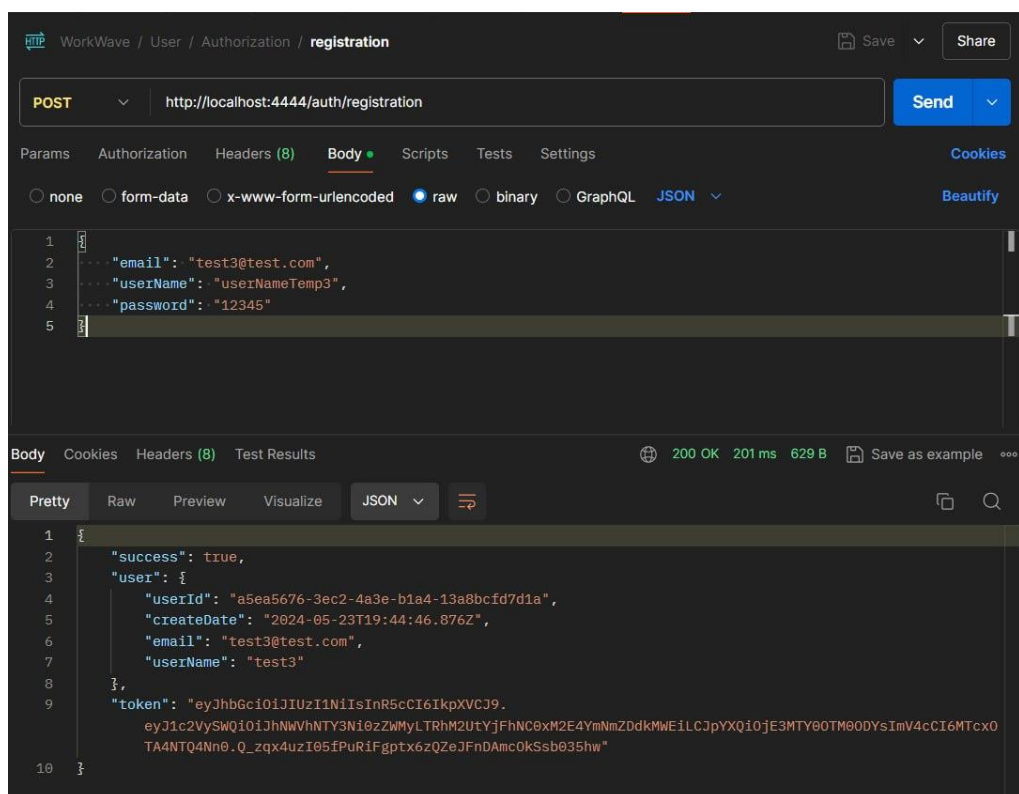 HTTP WorkWave / User / Authorization / registration Save Share
POST http://localhost:4444/auth/registration Send
Params Authorization Headers (8) Body Scripts Tests Settings Cookies
none form-data x-www-form-urlencoded raw binary GraphQL JSON Beautify
1 {
2 "email": "test3@test.com",
3 "userName": "userNameTemp3",
4 "password": "12345"
5 }
Body Cookies Headers (8) Test Results 200 OK 201 ms 629 B Save as example
Pretty Raw Preview Visualize JSON
1 {
2 "success": true,
3 "user": {
4 "userId": "a5ea5676-3ec2-4a3e-b1a4-13a8bcfd7d1a",
5 "createDate": "2024-05-23T19:44:46.876Z",
6 "email": "test3@test.com",
7 "userName": "test3"
8 },
9 "token": "eyJhbGciOiJIUzI1NiIsInR5cCI6IkpXVCJ9.
eyJ1c2VySWQiOiJhNWVhNTY3Ni0zZWMyLTRhM2UtYjFhNC0xM2E4YmNmZDdkMWEiLCJpYXQiOjE3MTY0OTM0ODYsImV4cCI6MTcxO
TA4NTQ4Nn0.Q_zqx4uzI05fPuRiFgptx6zQZeJFnDAmcOkSsb035hw"
10 }